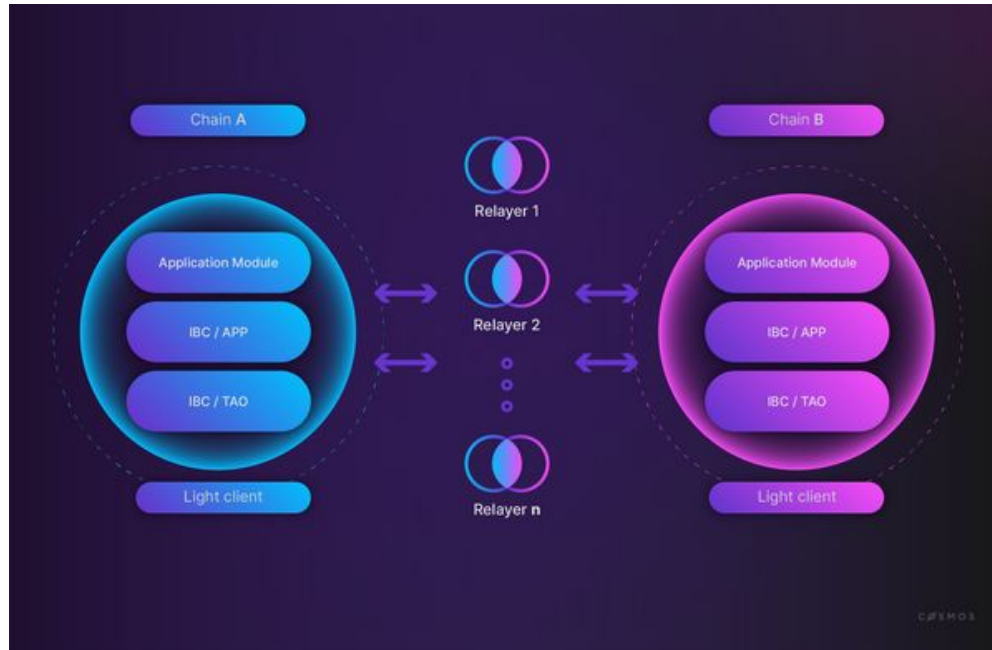 Chain A
Application Module
IBC / APP
IBC / TAO
Light client
Relayer 1
Relayer 2
Relayer n
Chain B
Application Module
IBC / APP
IBC / TAO
Light client
COSMOS